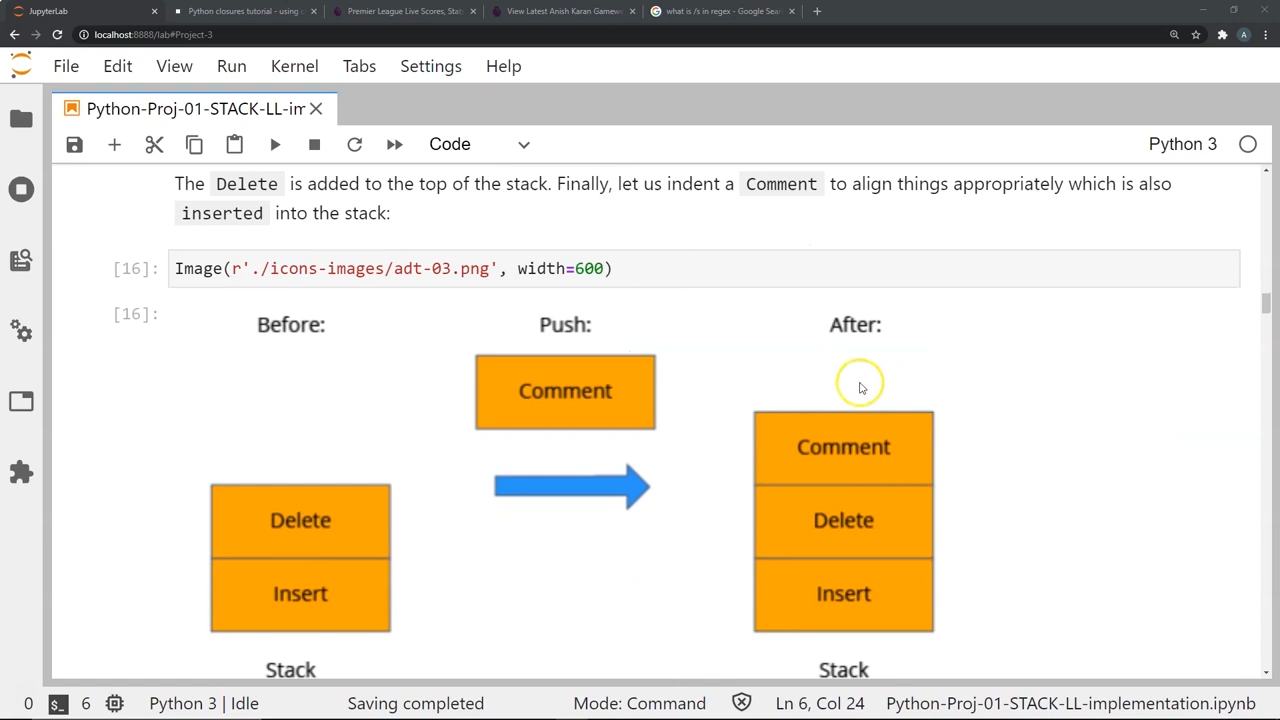 JupyterLab
Python closures tutorial - using c
Premier League Live Scores, Stat
View Latest Anish Karan Gamewe
what is /s in regex - Google Sear
localhost:8888/lab#Project-3
A
File Edit View Run Kernel Tabs Settings Help
Python-Proj-01-STACK-LL-im
Code
Python 3
The Delete is added to the top of the stack. Finally, let us indent a Comment to align things appropriately which is also
inserted into the stack:
[16]: Image(r'./icons-images/adt-03.png', width=600)
[16]:
Before: Push: After:
Comment
Comment
Delete Delete
Insert Insert
Stack Stack
0 $_ 6 Python 3 | Idle Saving completed Mode: Command Ln 6, Col 24 Python-Proj-01-STACK-LL-implementation.ipynb